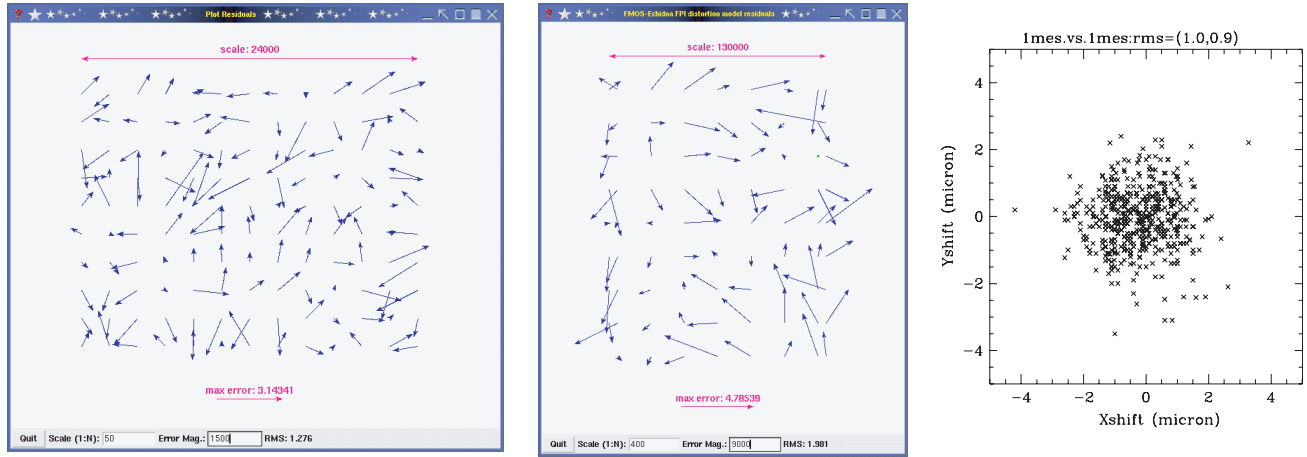 Plot Residuals
scale: 24000
max error: 3.14341
Quit Scale (1:N): 50 Error Mag.: 1500 RMS: 1.276
FMOS-Echidna FPI distortion model residuals
scale: 130000
max error: 4.78539
Quit Scale (1:N): 400 Error Mag.: 9000 RMS: 1.981
1mes.vs.1mes:rms=(1.0,0.9)
Yshift (micron)
4
2
0
−2
−4
−4 −2 0 2 4
Xshift (micron)